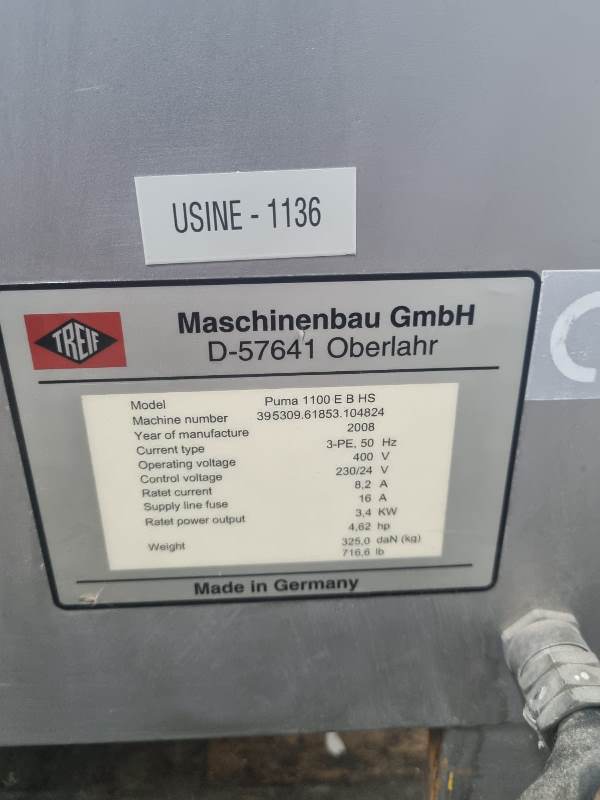 USINE - 1136
TREIF
Maschinenbau GmbH
D-57641 Oberlahr
Model Puma 1100 E B HS
Machine number 395309.61853.104824
Year of manufacture 2008
Current type 3-PE, 50 Hz
Operating voltage 400 V
Control voltage 230/24 V
Ratet current 8,2 A
Supply line fuse 16 A
Ratet power output 3,4 KW
4,62 hp
Weight 325,0 daN (kg)
716,6 lb
Made in Germany